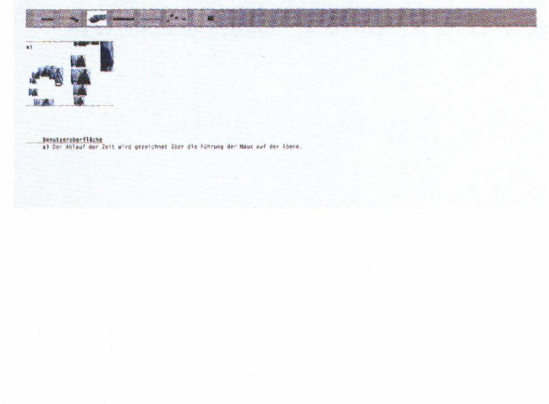 a)
Benutzeroberfläche
a) Der Ablauf der Zeit wird gezeichnet über die Führung der Maus auf der Ebene.